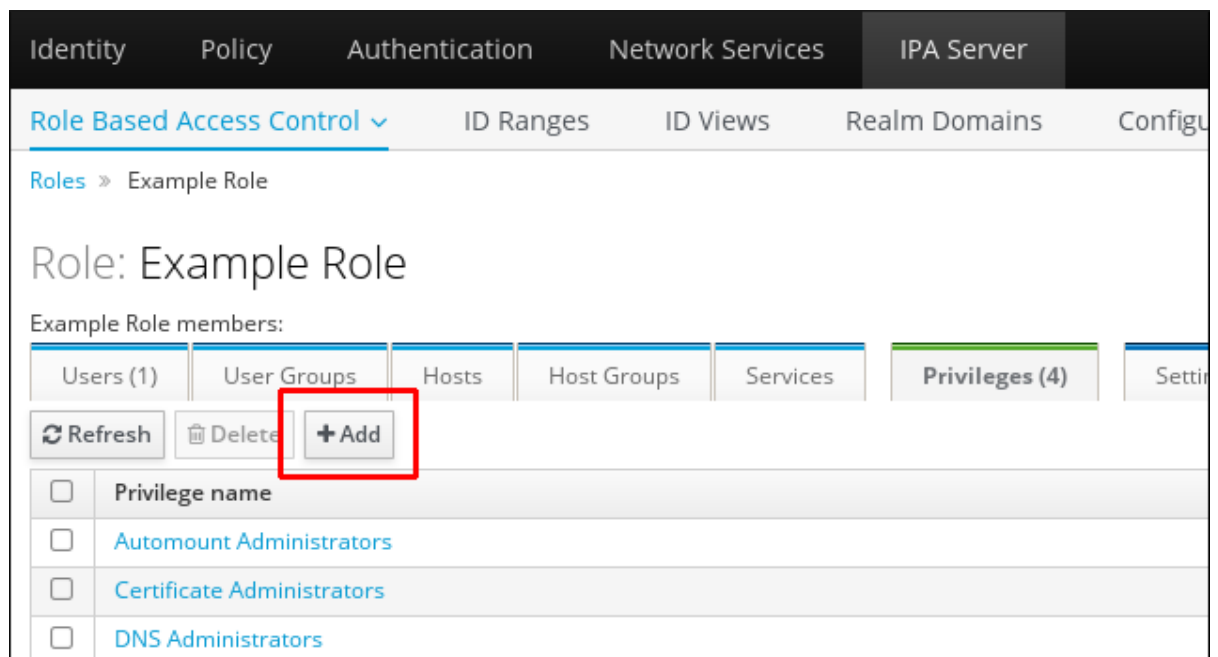 Identity Policy Authentication Network Services IPA Server
Role Based Access Control ID Ranges ID Views Realm Domains
Roles » Example Role
Role: Example Role
Example Role members:
Users (1) User Groups Hosts Host Groups Services Privileges (4)
Refresh Delete +Add
Privilege name
Automount Administrators
Certificate Administrators
DNS Administrators